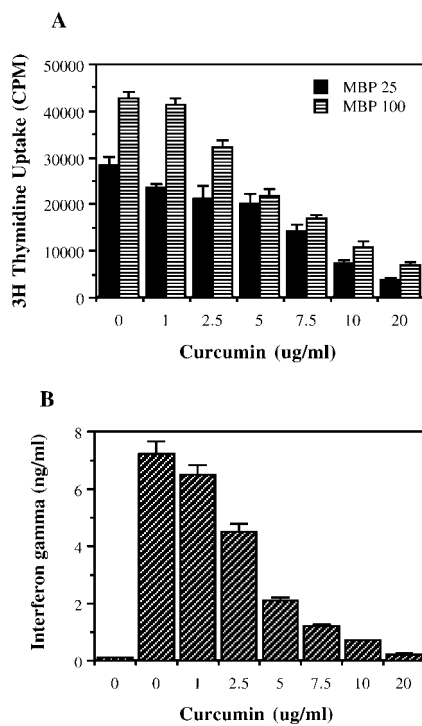 A
3H Thymidine Uptake (CPM)
50000
40000
30000
20000
10000
0
MBP 25
MBP 100
0 1 2.5 5 7.5 10 20
Curcumin (ug/ml)
B
Interferon gamma (ng/ml)
8
6
4
2
0
0 0 1 2.5 5 7.5 10 20
Curcumin (ug/ml)